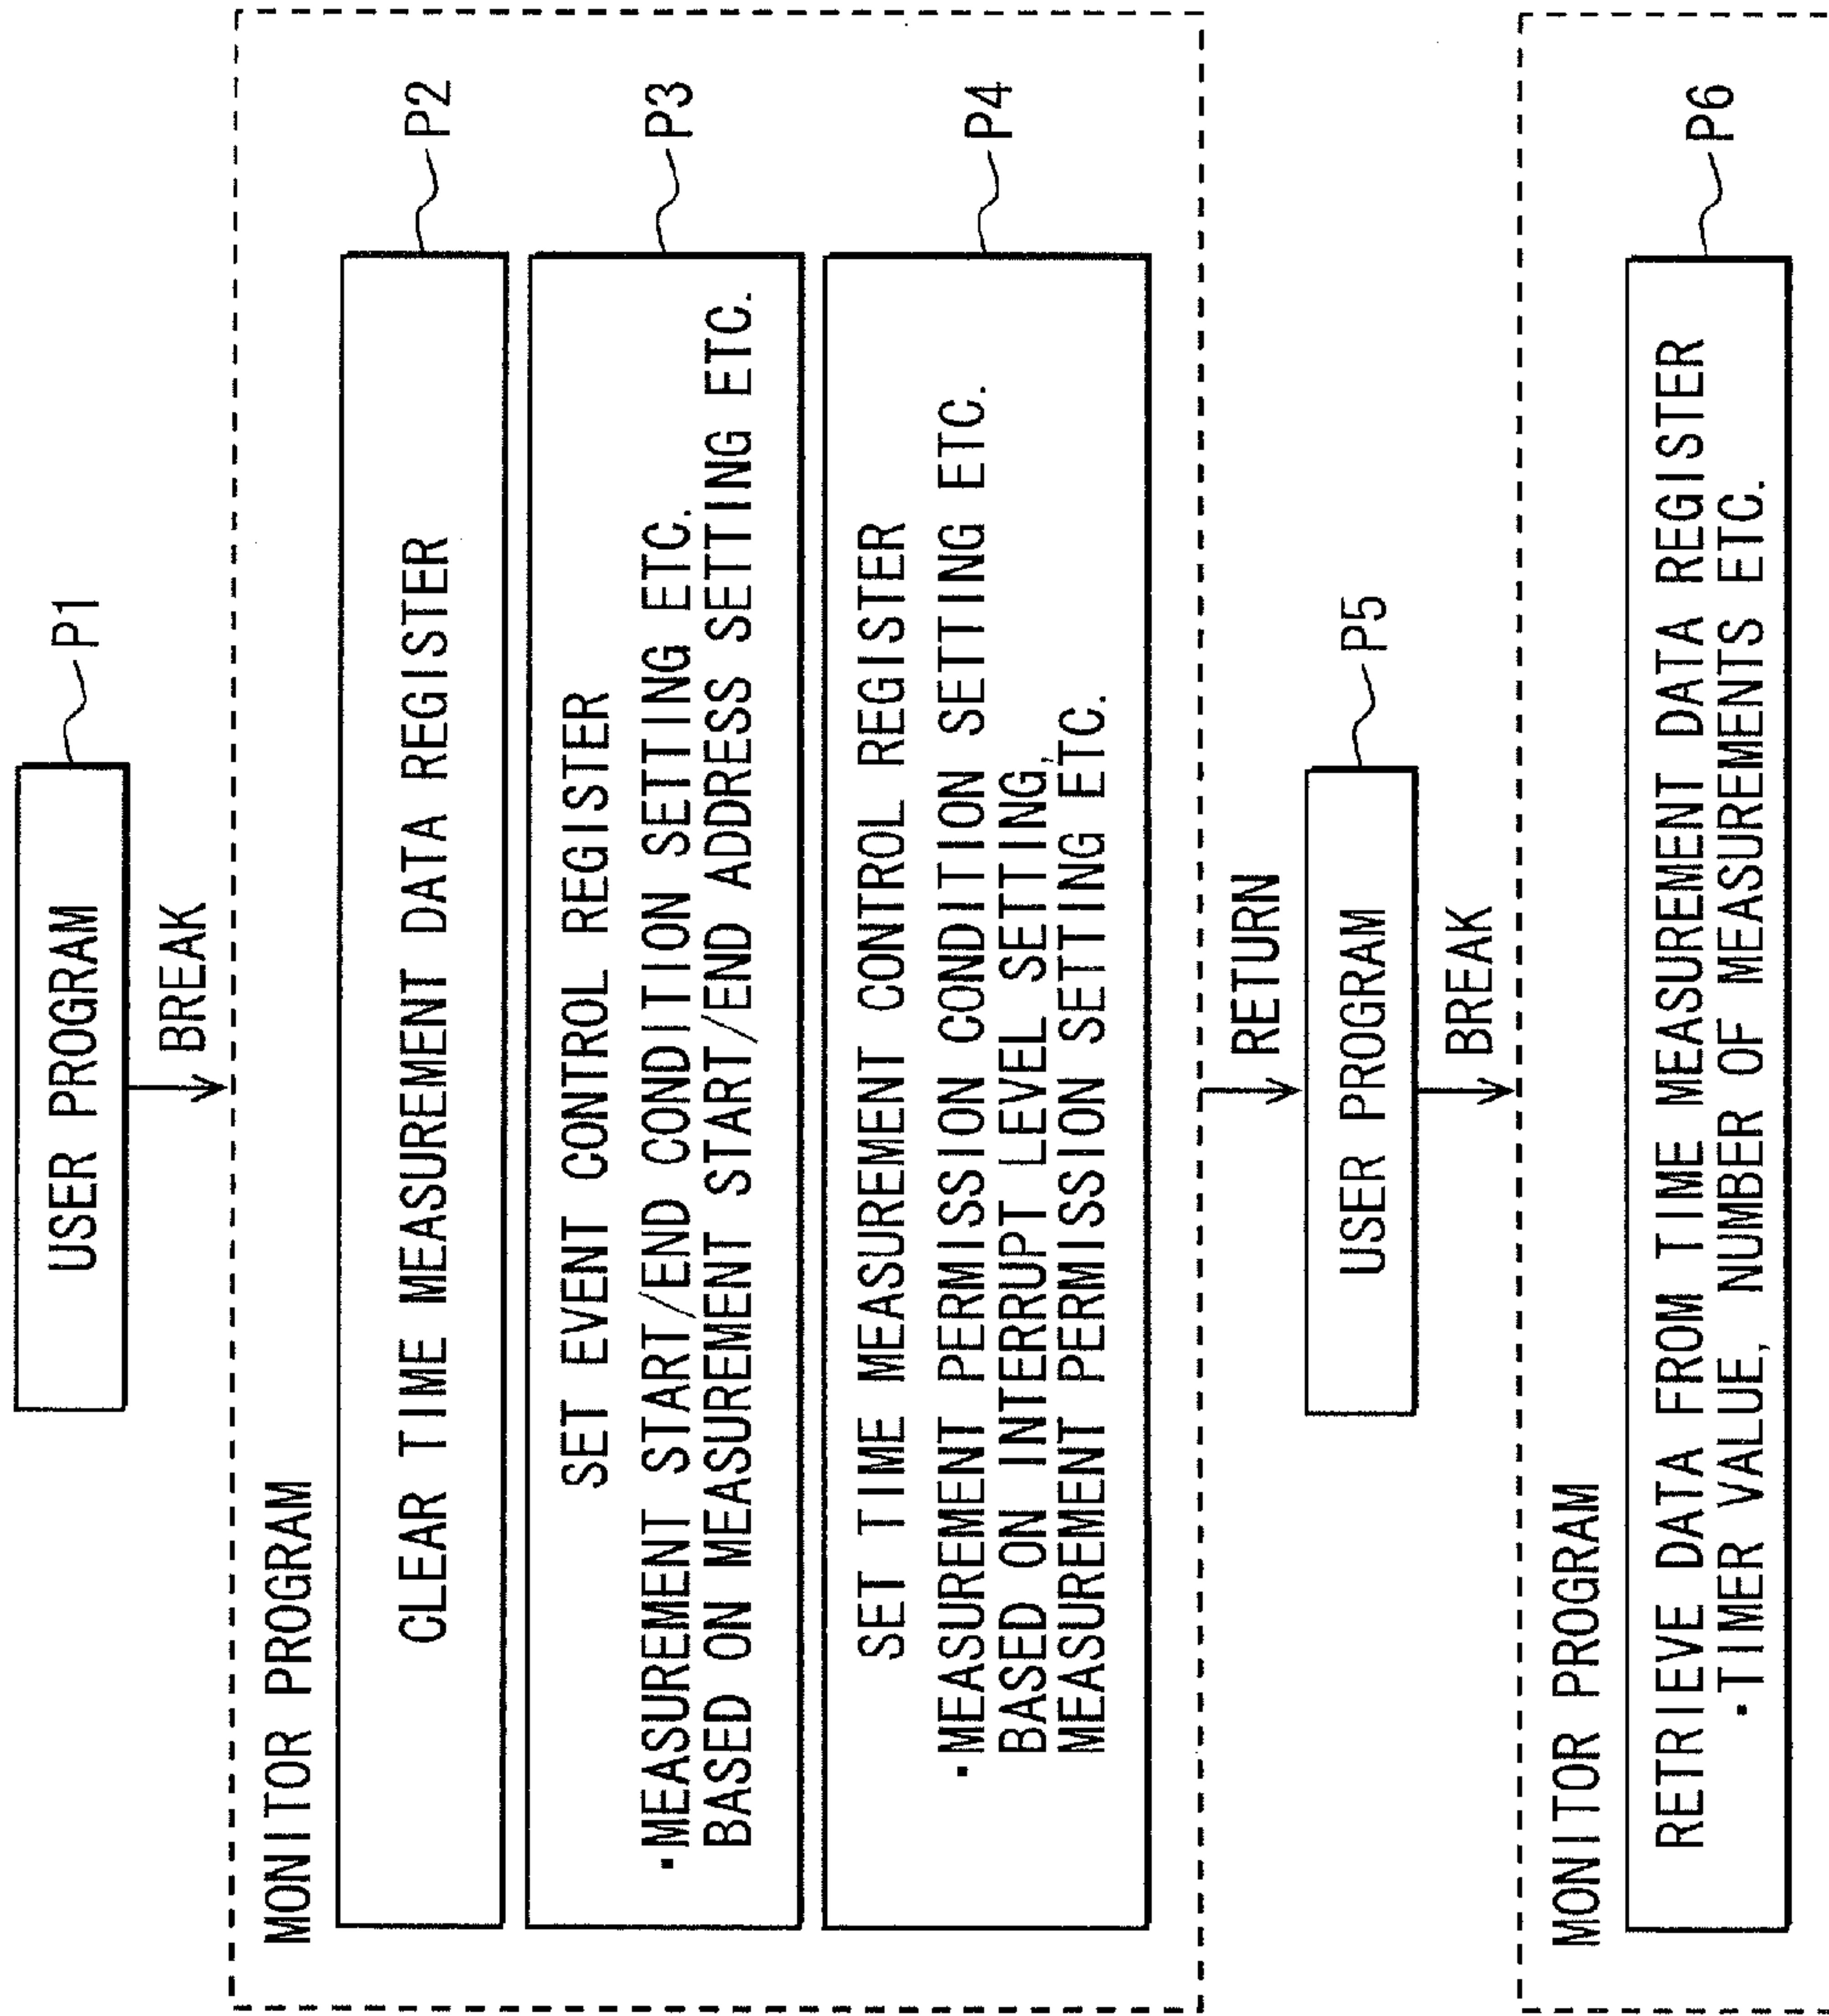 USER PROGRAM
P1
BREAK
MONITOR PROGRAM
CLEAR TIME MEASUREMENT DATA REGISTER
P2
SET EVENT CONTROL REGISTER
・MEASUREMENT START/END CONDITION SETTING ETC.
BASED ON MEASUREMENT START/END ADDRESS SETTING ETC.
P3
SET TIME MEASUREMENT CONTROL REGISTER
・MEASUREMENT PERMISSION CONDITION SETTING ETC.
BASED ON INTERRUPT LEVEL SETTING,
MEASUREMENT PERMISSION SETTING ETC.
P4
RETURN
USER PROGRAM
P5
BREAK
MONITOR PROGRAM
RETRIEVE DATA FROM TIME MEASUREMENT DATA REGISTER
・TIMER VALUE, NUMBER OF MEASUREMENTS ETC.
P6